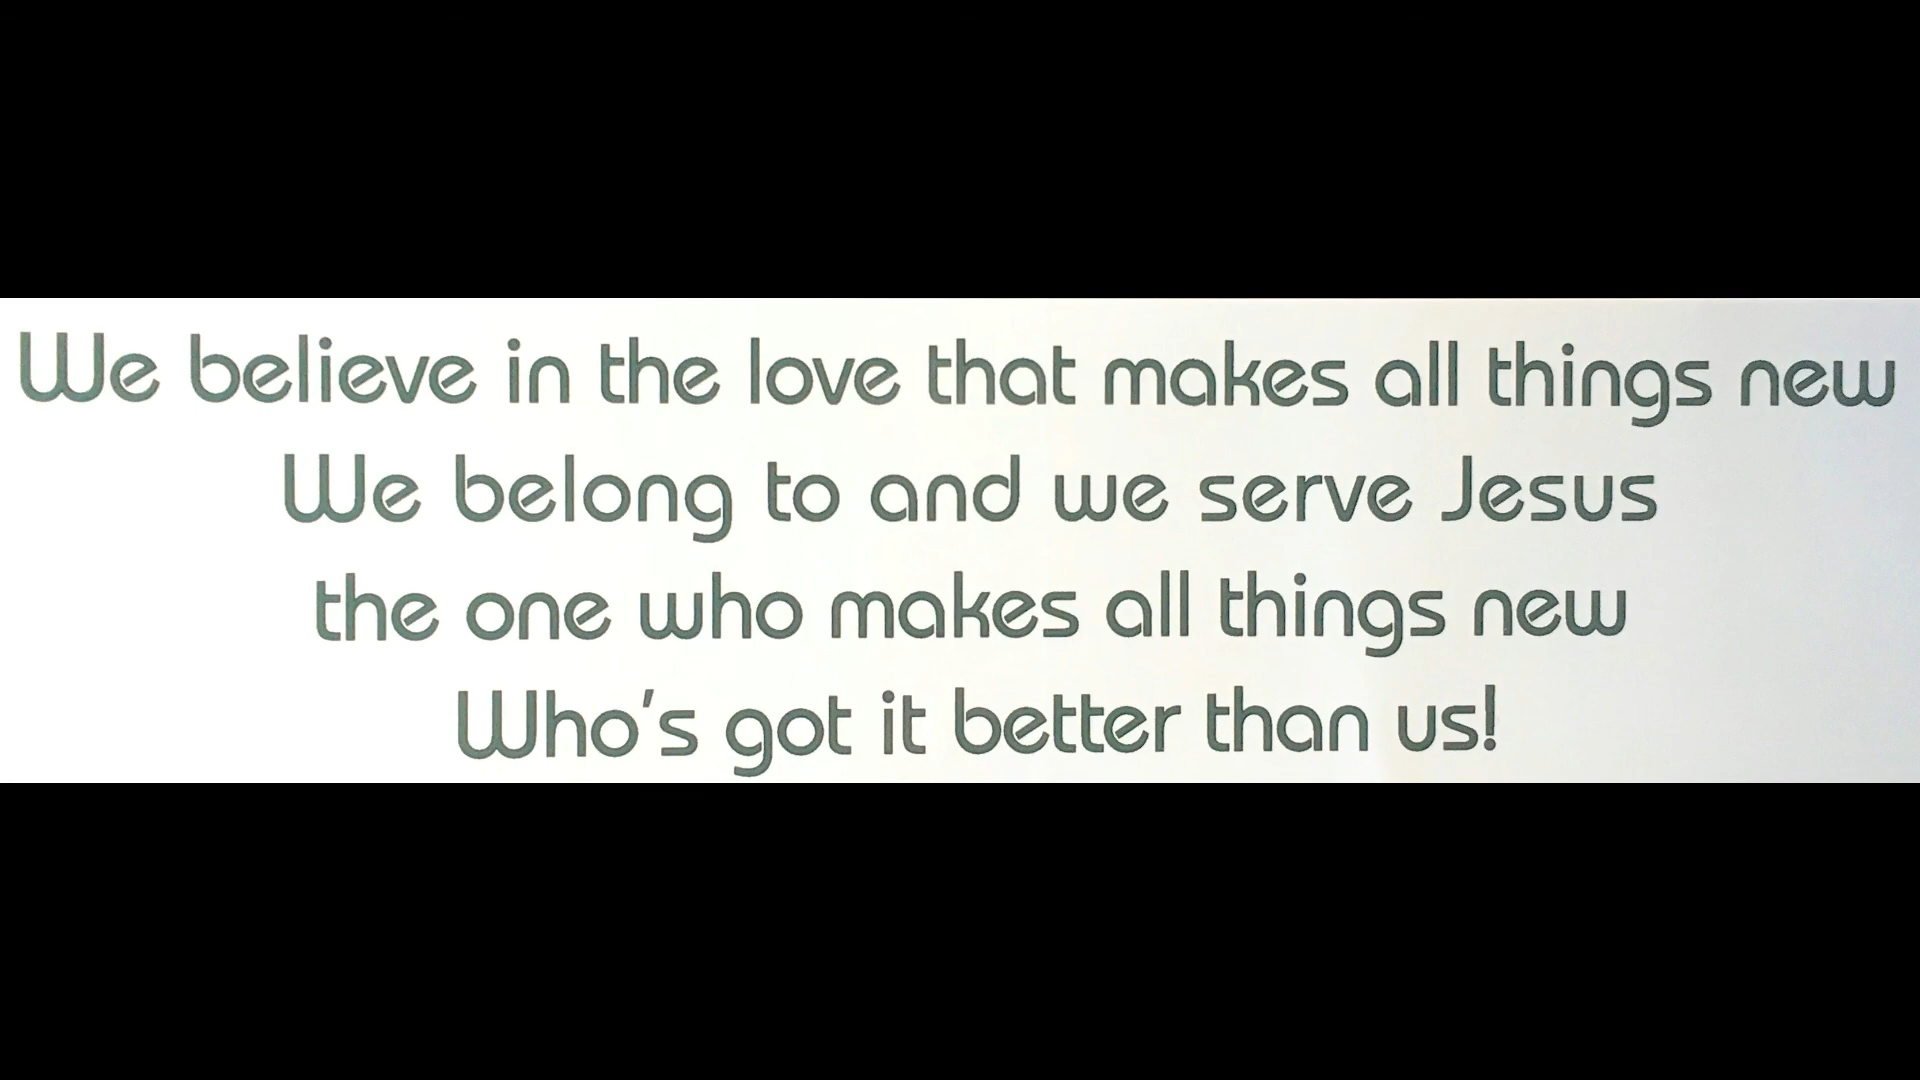 We believe in the love that makes all things new
We belong to and we serve Jesus
the one who makes all things new
Who's got it better than us!